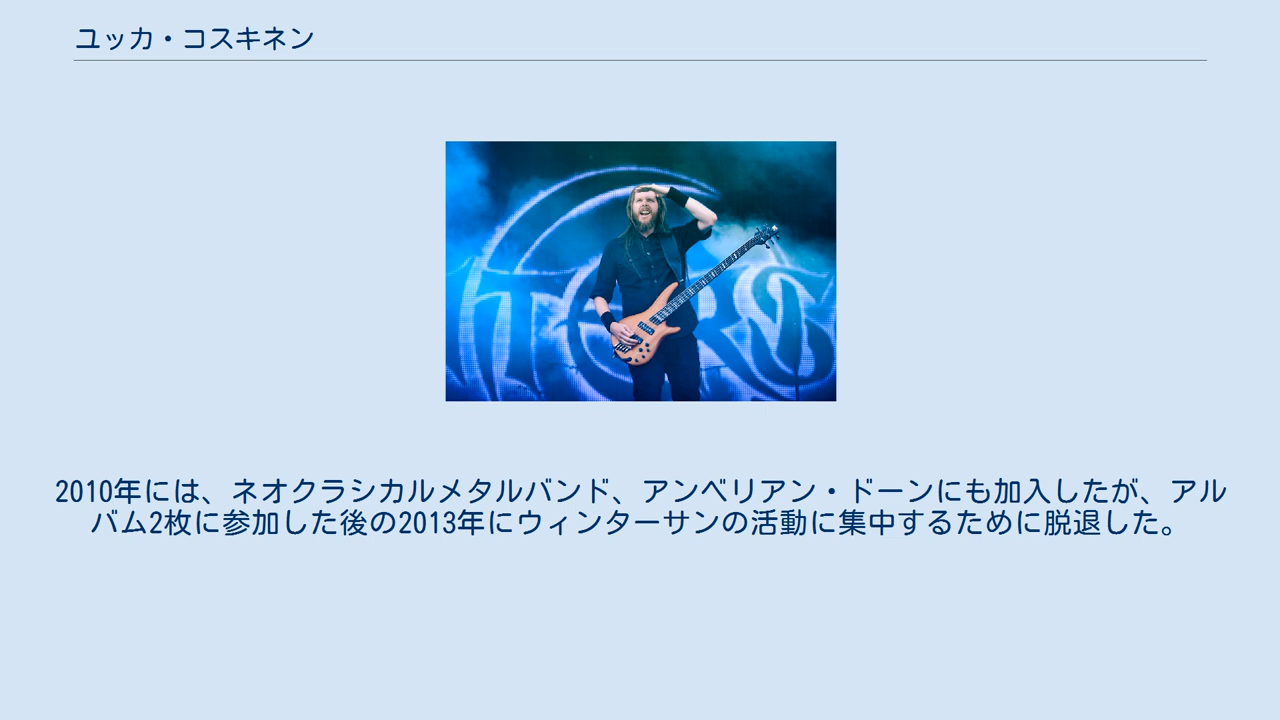 ユッカ・コスキネン
2010年には、ネオクラシカルメタルバンド、アンベリアン・ドーンにも加入したが、アル
バム2枚に参加した後の2013年にウィンターサンの活動に集中するために脱退した。